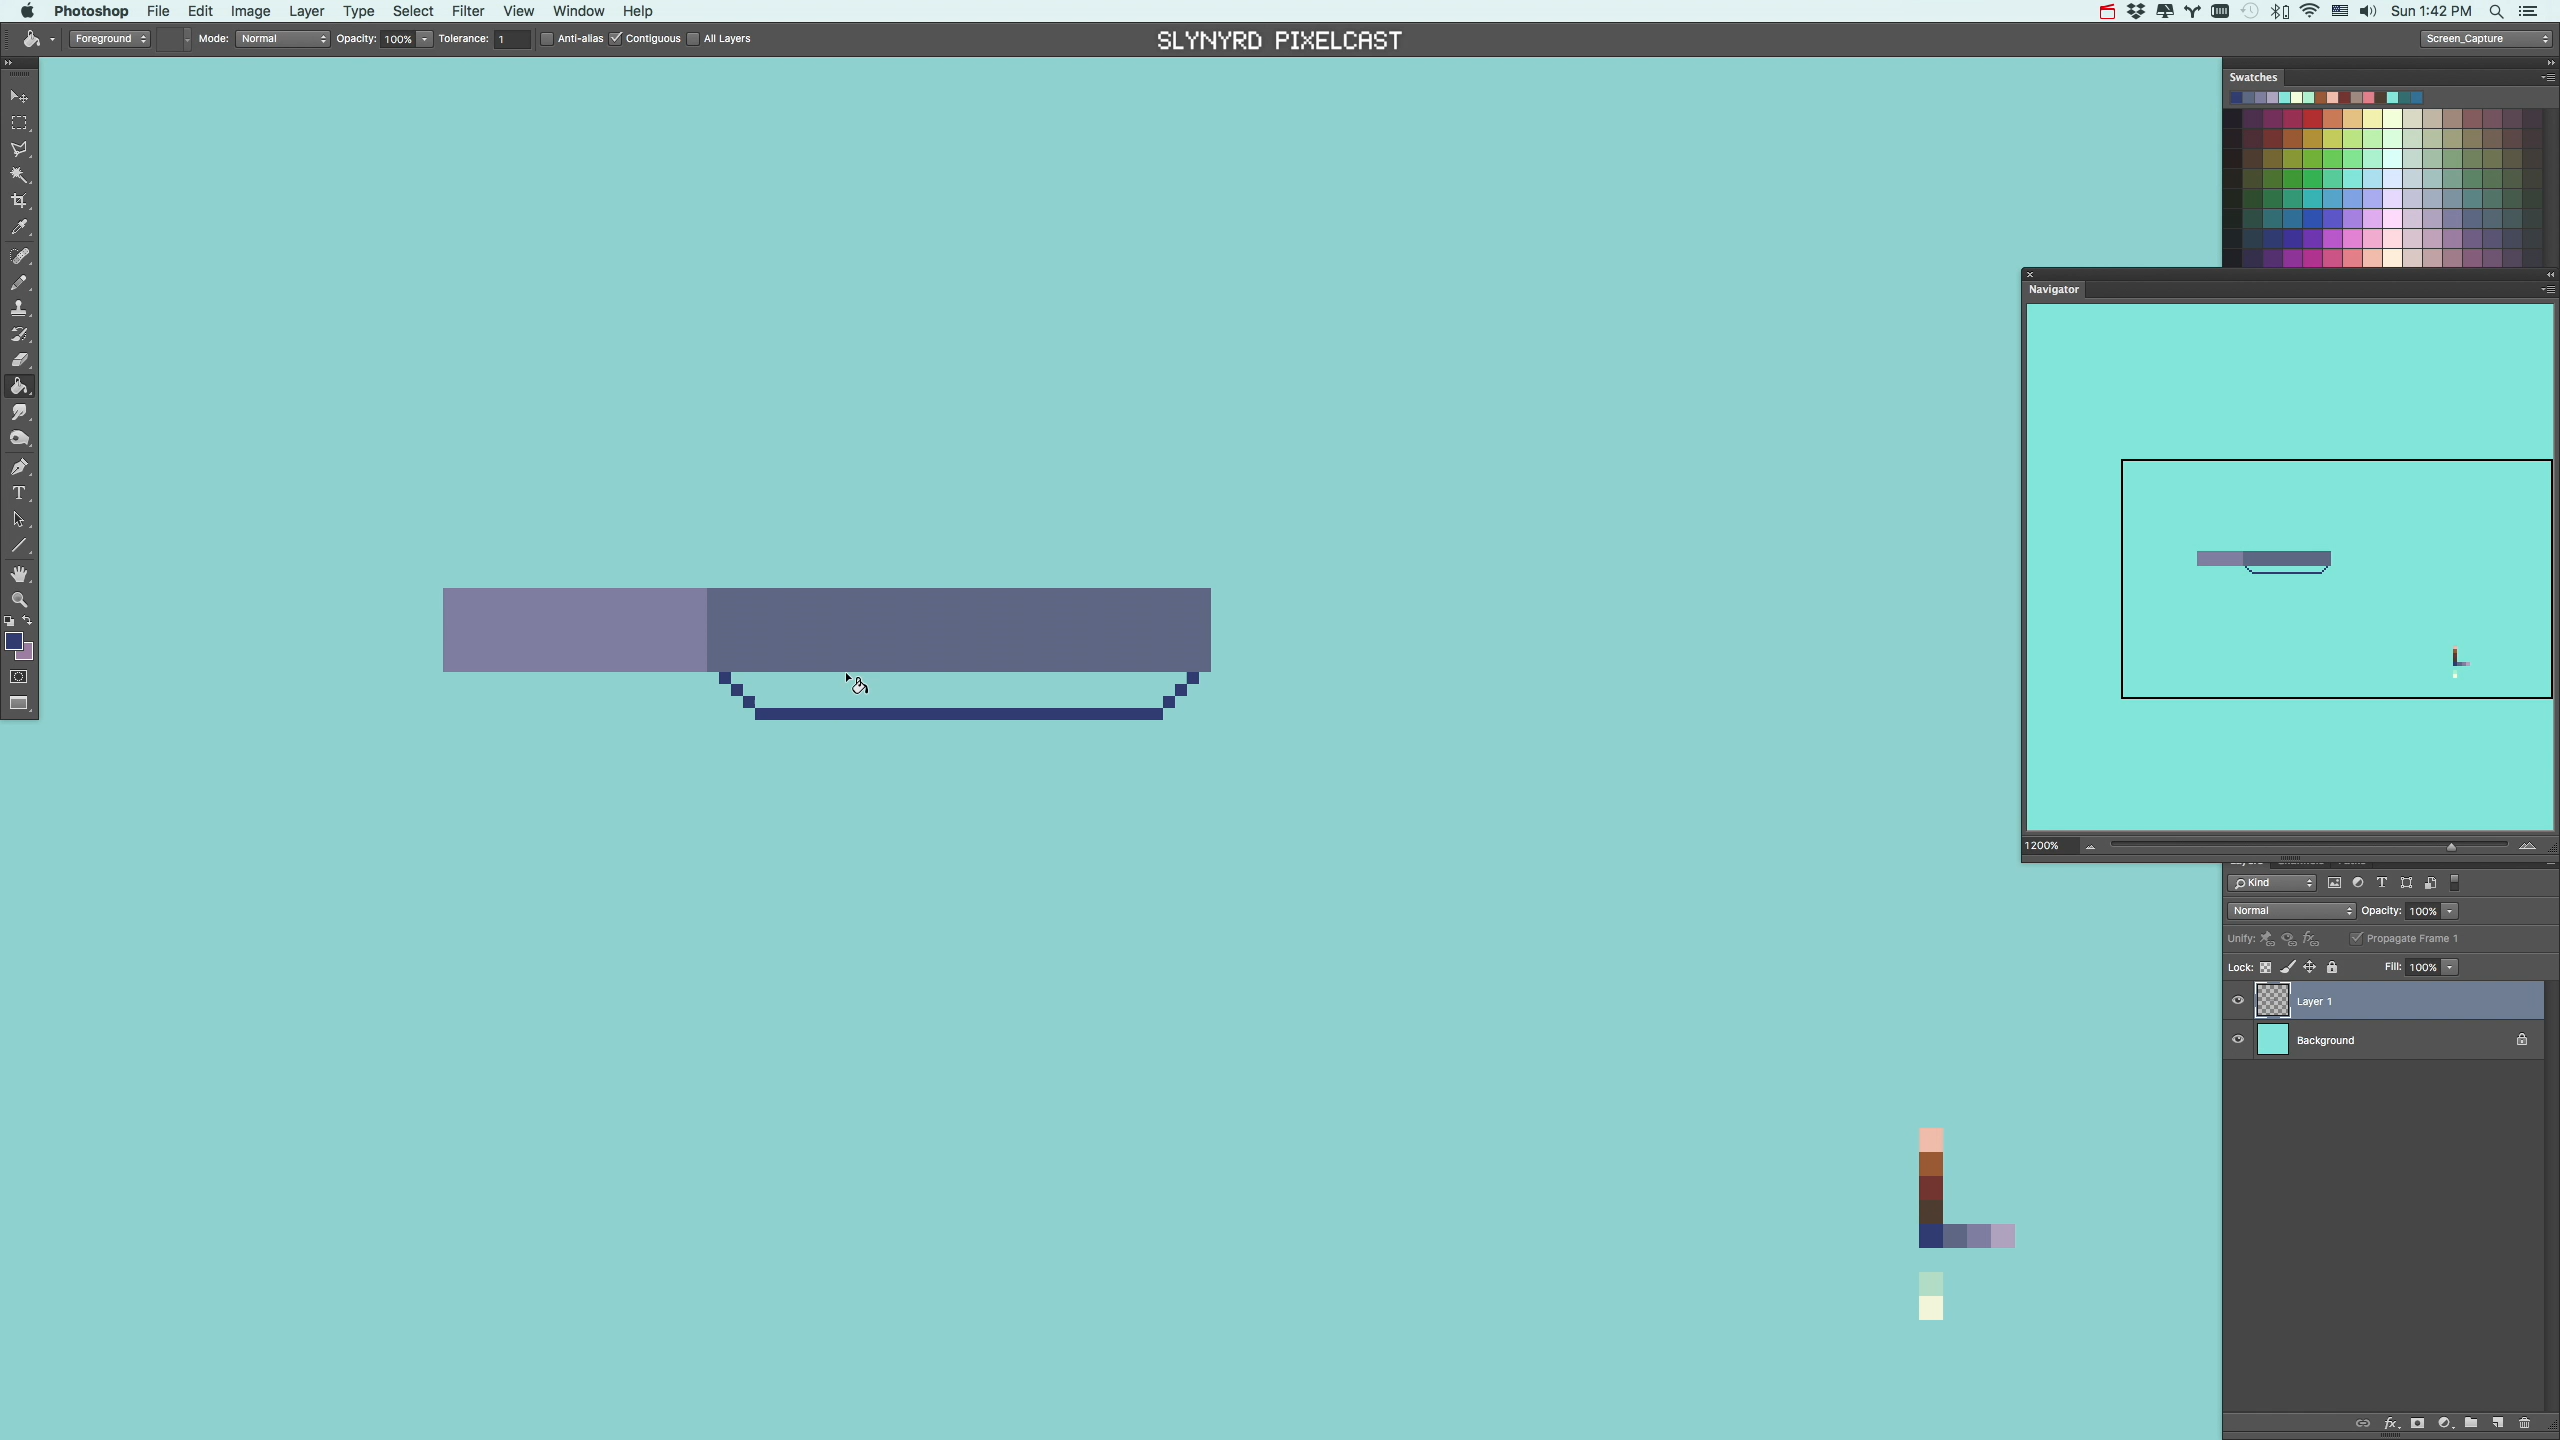 Photoshop File Edit Image Layer Type Select Filter View Window Help Sun 1:42 PM
Foreground Mode: Normal Opacity: 100% Tolerance: 1 Anti-alias Contiguous All Layers SLYNYRD PIXELCAST Screen_Capture
Swatches
Navigator
1200%
Kind
Normal Opacity: 100%
Unify: Propagate Frame 1
Lock: Fill: 100%
Layer 1
Background